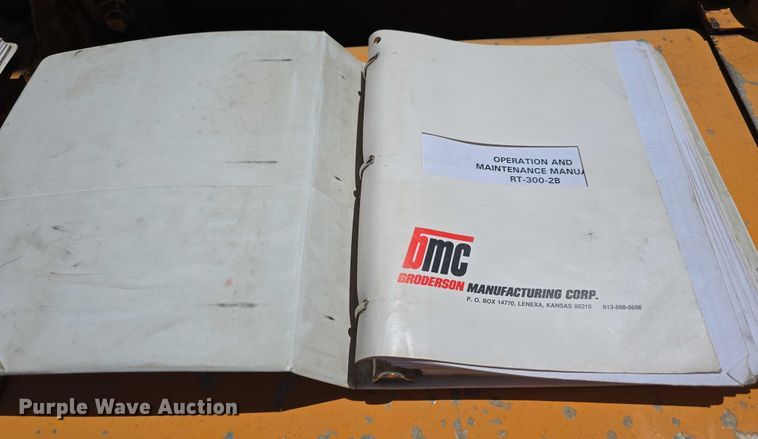 OPERATION AND
MAINTENANCE MANUA
RT-300-2B
bmc
BRODERSON MANUFACTURING CORP.
P. O. BOX 14770, LENEXA, KANSAS 66215 913-888-0606
Purple Wave Auction